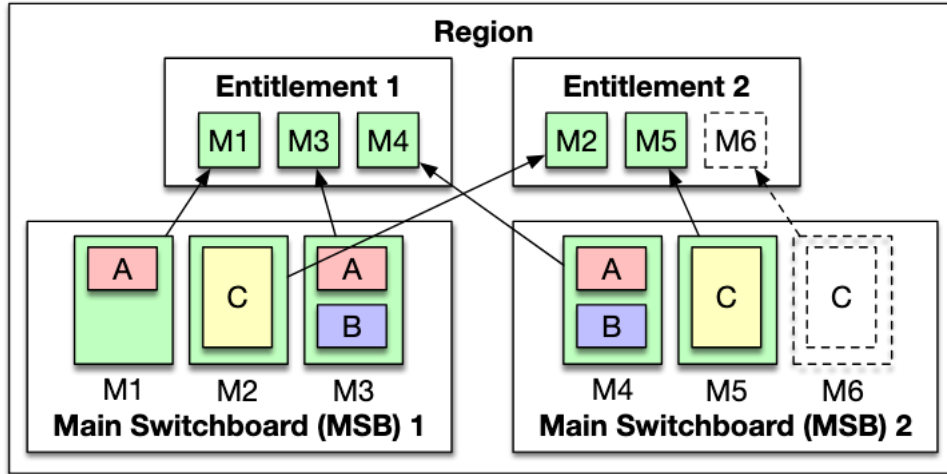 Region
Entitlement 1
M1 M3 M4
Entitlement 2
M2 M5 M6
A
C
A
B
M1 M2 M3
Main Switchboard (MSB) 1
A
B
C
C
M4 M5 M6
Main Switchboard (MSB) 2